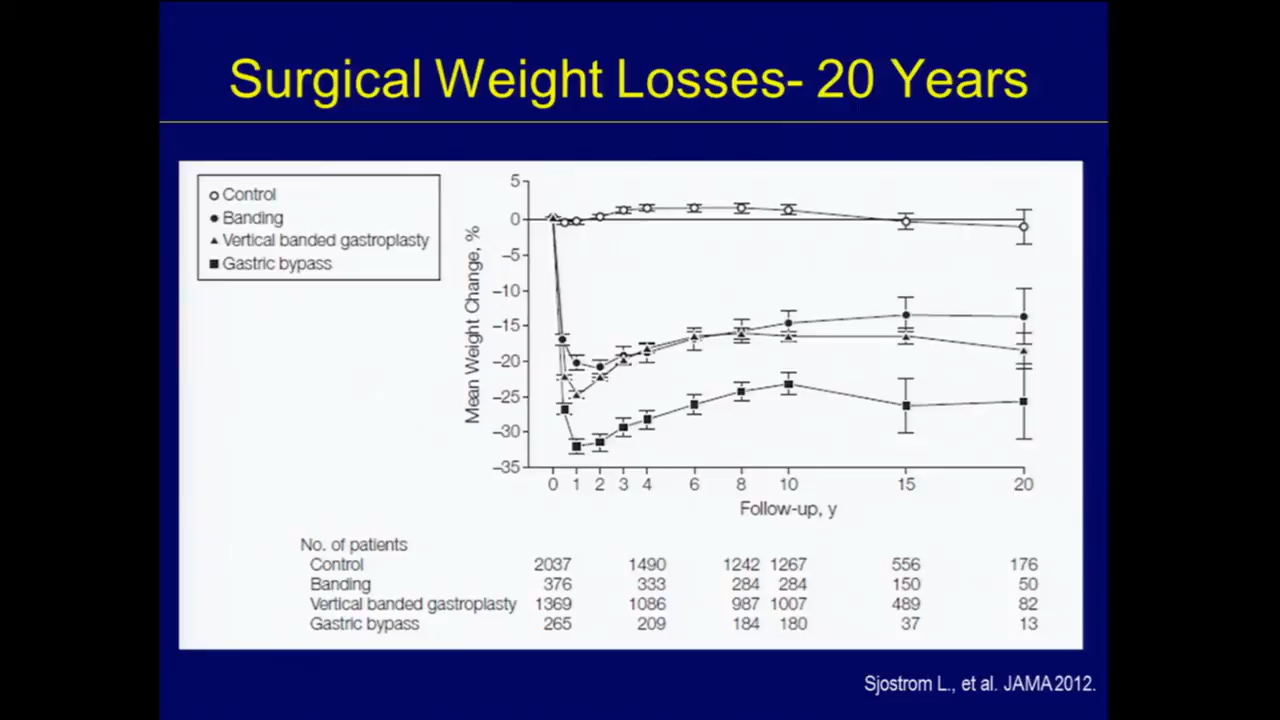 Surgical Weight Losses- 20 Years
Control
Banding
Vertical banded gastroplasty
Gastric bypass
Mean Weight Change, %
5
0
–5
–10
–15
–20
–25
–30
–35
0 1 2 3 4 6 8 10 15 20
Follow-up, y
No. of patients
Control 2037 1490 1242 1267 556 176
Banding 376 333 284 284 150 50
Vertical banded gastroplasty 1369 1086 987 1007 489 82
Gastric bypass 265 209 184 180 37 13
Sjostrom L., et al. JAMA 2012.